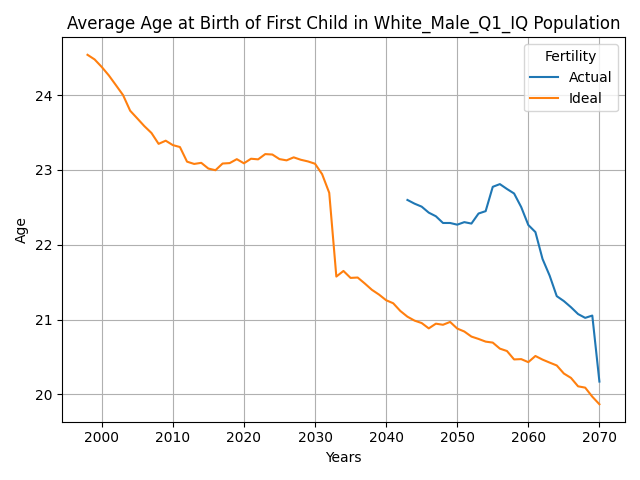 Average Age at Birth of First Child in White_Male_Q1_IQ Population
Fertility
Actual
Ideal
24
23
22
21
20
Age
2000 2010 2020 2030 2040 2050 2060 2070
Years